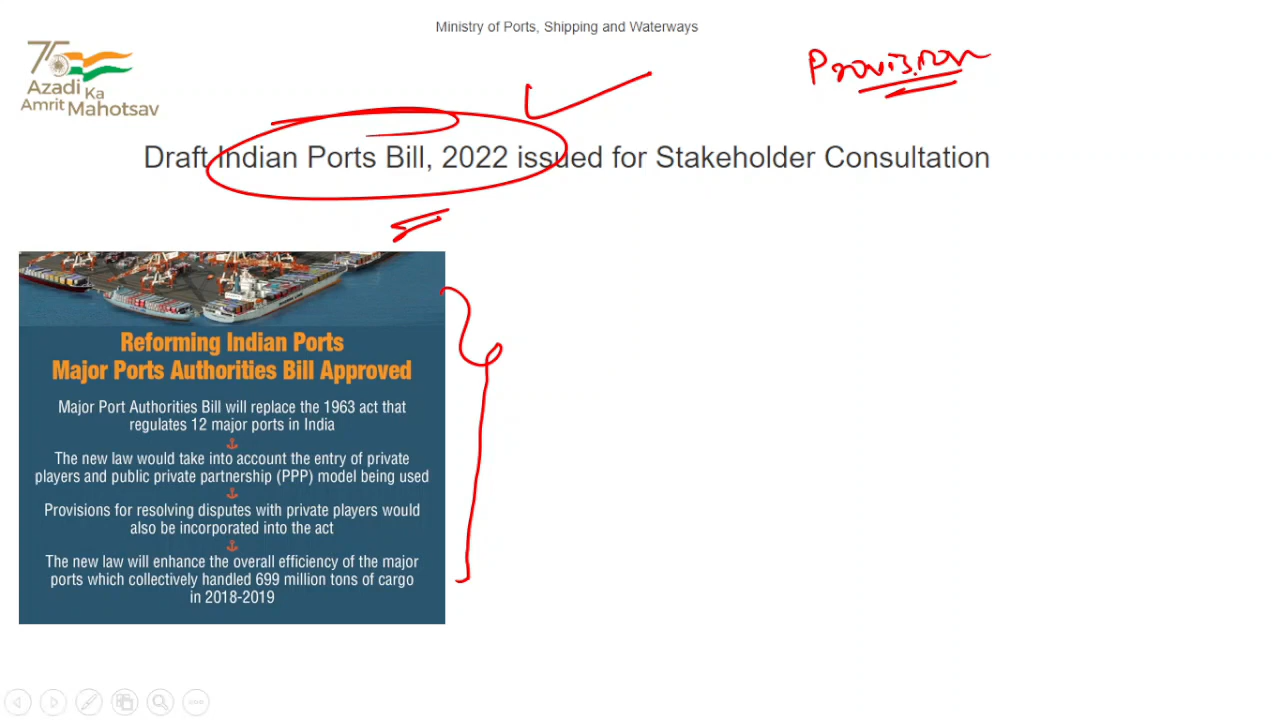 Ministry of Ports, Shipping and Waterways
Provision
75
Azadi Ka
Amrit Mahotsav
Draft Indian Ports Bill, 2022 issued for Stakeholder Consultation
Reforming Indian Ports
Major Ports Authorities Bill Approved
Major Port Authorities Bill will replace the 1963 act that
regulates 12 major ports in India
The new law would take into account the entry of private
players and public private partnership (PPP) model being used
Provisions for resolving disputes with private players would
also be incorporated into the act
The new law will enhance the overall efficiency of the major
ports which collectively handled 699 million tons of cargo
in 2018-2019